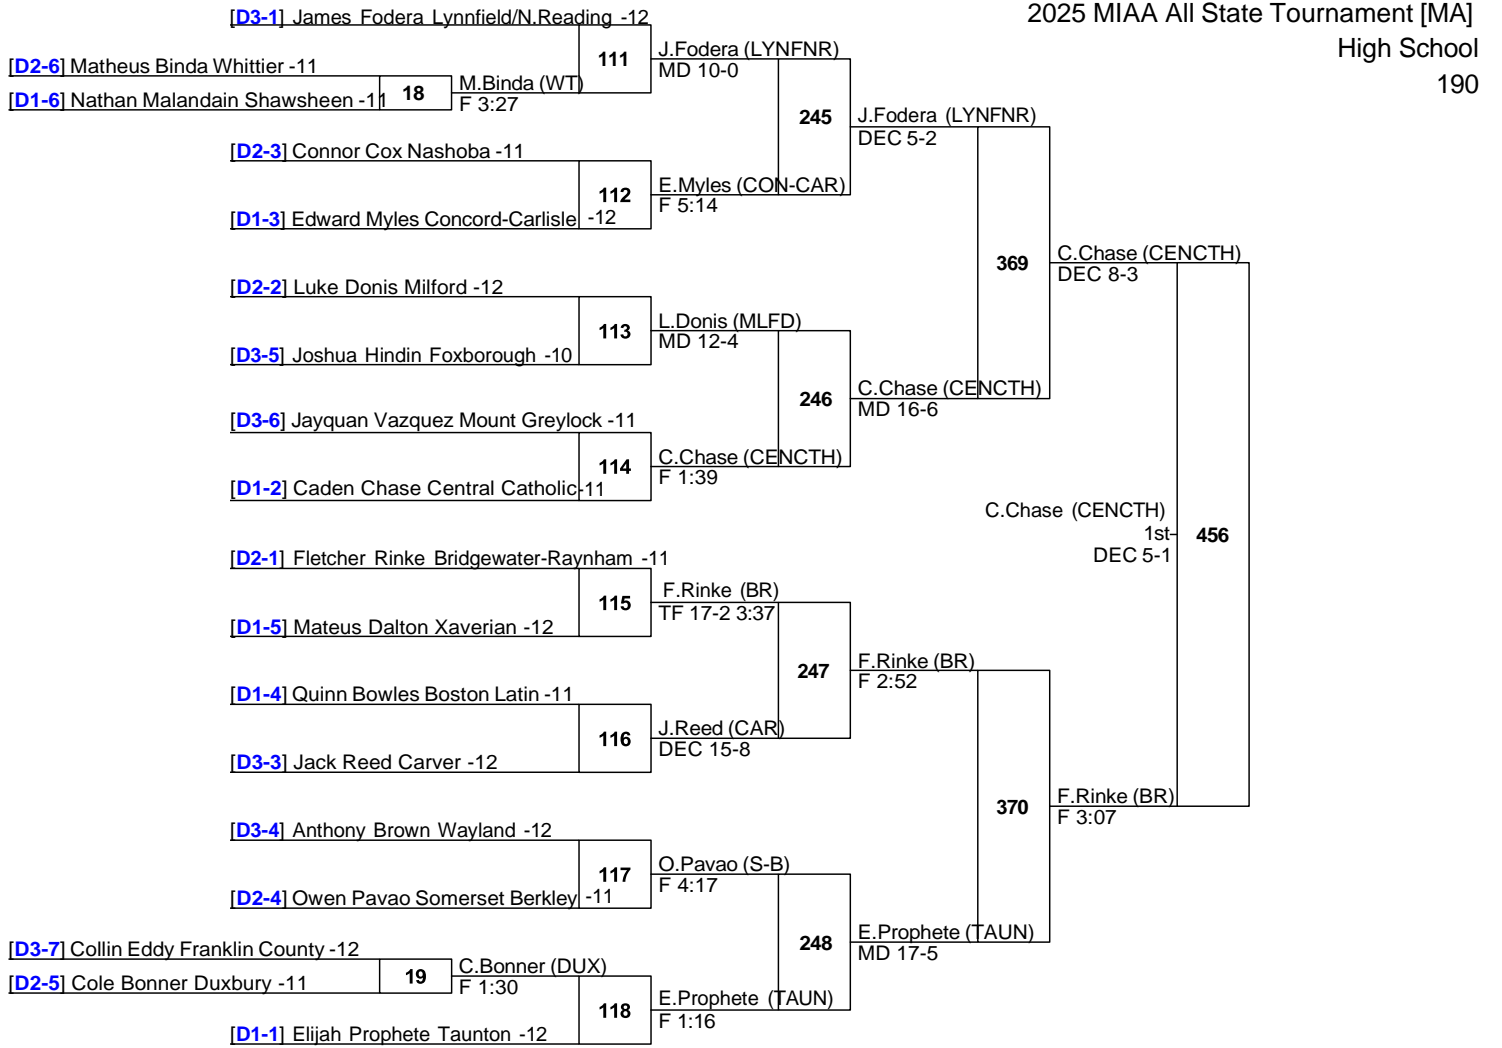 2025 MIAA All State Tournament [MA]
High School
190
[D3-1] James Fodera Lynnfield/N.Reading -12
[D2-6] Matheus Binda Whittier -11
[D1-6] Nathan Malandain Shawsheen -11
18
M.Binda (WT)
F 3:27
111
J.Fodera (LYNFNR)
MD 10-0
[D2-3] Connor Cox Nashoba -11
[D1-3] Edward Myles Concord-Carlisle -12
112
E.Myles (CON-CAR)
F 5:14
245
J.Fodera (LYNFNR)
DEC 5-2
[D2-2] Luke Donis Milford -12
[D3-5] Joshua Hindin Foxborough -10
113
L.Donis (MLFD)
MD 12-4
[D3-6] Jayquan Vazquez Mount Greylock -11
[D1-2] Caden Chase Central Catholic-11
114
C.Chase (CENCTH)
F 1:39
246
C.Chase (CENCTH)
MD 16-6
369
C.Chase (CENCTH)
DEC 8-3
[D2-1] Fletcher Rinke Bridgewater-Raynham -11
[D1-5] Mateus Dalton Xaverian -12
115
F.Rinke (BR)
TF 17-2 3:37
[D1-4] Quinn Bowles Boston Latin -11
[D3-3] Jack Reed Carver -12
116
J.Reed (CAR)
DEC 15-8
247
F.Rinke (BR)
F 2:52
[D3-4] Anthony Brown Wayland -12
[D2-4] Owen Pavao Somerset Berkley -11
117
O.Pavao (S-B)
F 4:17
[D3-7] Collin Eddy Franklin County -12
[D2-5] Cole Bonner Duxbury -11
19
C.Bonner (DUX)
F 1:30
[D1-1] Elijah Prophete Taunton -12
118
E.Prophete (TAUN)
F 1:16
248
E.Prophete (TAUN)
MD 17-5
370
F.Rinke (BR)
F 3:07
C.Chase (CENCTH)
1st
DEC 5-1
456